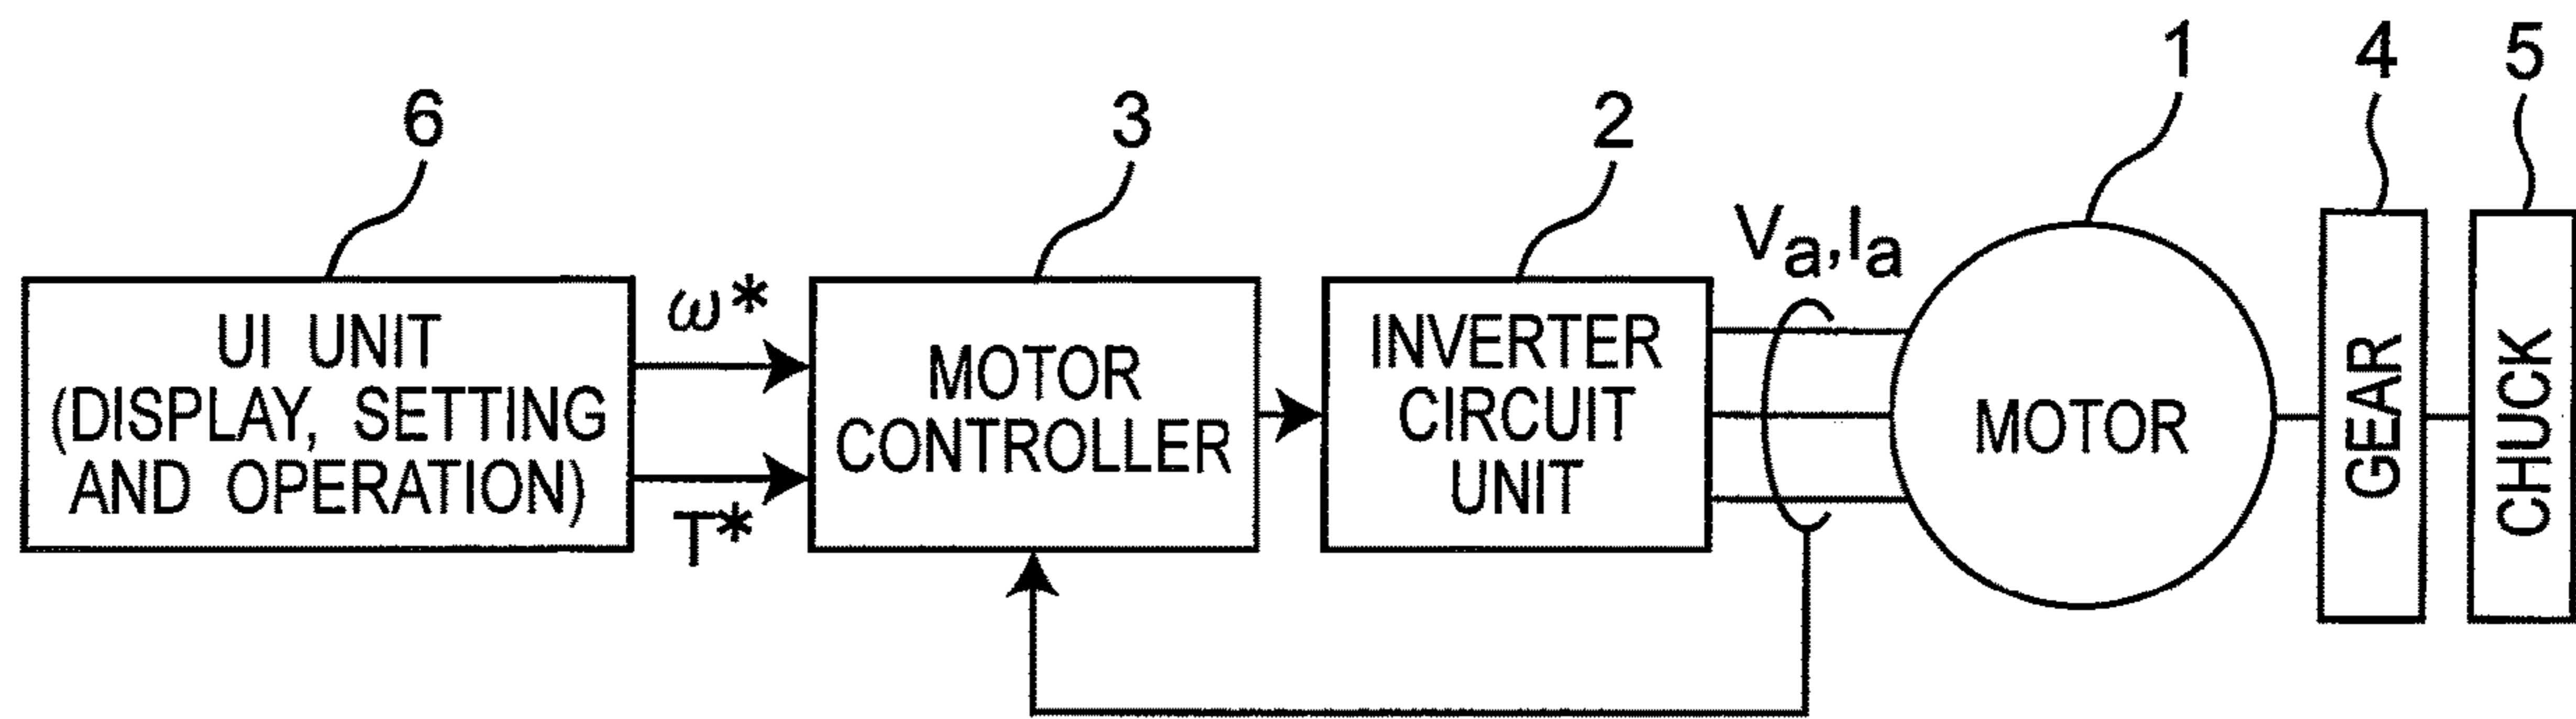 6
3
2
1
4
5
UI UNIT
(DISPLAY, SETTING
AND OPERATION)
ω*
T*
MOTOR
CONTROLLER
INVERTER
CIRCUIT
UNIT
Va,Ia
MOTOR
GEAR
CHUCK